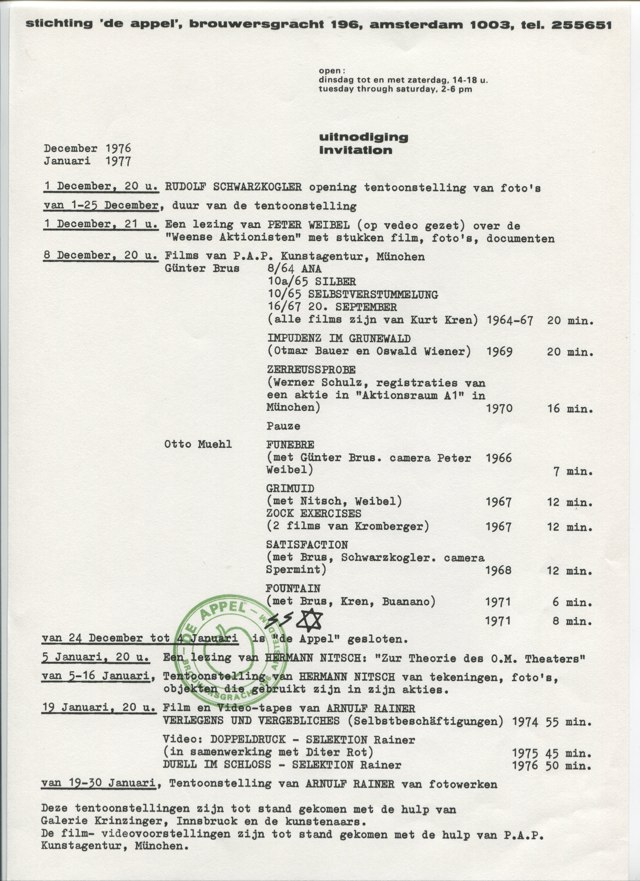 stichting 'de appel', brouwersgracht 196, amsterdam 1003, tel. 255651
open :
dinsdag tot en met zaterdag, 14-18 u.
tuesday through saturday, 2-6 pm
uitnodiging
invitation
December 1976
Januari 1977
1 December, 20 u. RUDOLF SCHWARZKOGLER opening tentoonstelling van foto's
van 1-25 December, duur van de tentoonstelling
1 December, 21 u. Een lezing van PETER WEIBEL (op vedeo gezet) over de
"Weense Aktionisten" met stukken film, foto's, documenten
8 December, 20 u. Films van P.A.P. Kunstagentur, München
Günter Brus 8/64 ANA
10a/65 SILBER
10/65 SELBSTVERSTUMMELUNG
16/67 20. SEPTEMBER
(alle films zijn van Kurt Kren) 1964-67 20 min.
IMPUDENZ IM GRUNEWALD
(Otmar Bauer en Oswald Wiener) 1969 20 min.
ZERREUSSPROBE
(Werner Schulz, registraties van
een aktie in "Aktionsraum A1" in
München) 1970 16 min.
Pauze
Otto Muehl FUNEBRE
(met Günter Brus. camera Peter 1966
Weibel) 7 min.
GRIMUID
(met Nitsch, Weibel) 1967 12 min.
ZOCK EXERCISES
(2 films van Kromberger) 1967 12 min.
SATISFACTION
(met Brus, Schwarzkogler. camera
Spermint) 1968 12 min.
FOUNTAIN
(met Brus, Kren, Buanano) 1971 6 min.
SS ✡ 1971 8 min.
DE APPEL
van 24 December tot 4 Januari is "de Appel" gesloten.
5 Januari, 20 u. Een lezing van HERMANN NITSCH: "Zur Theorie des O.M. Theaters"
van 5-16 Januari, Tentoonstelling van HERMANN NITSCH van tekeningen, foto's,
objekten die gebruikt zijn in zijn akties.
19 Januari, 20 u. Film en Video-tapes van ARNULF RAINER
VERLEGENS UND VERGEBLICHES (Selbstbeschäftigungen) 1974 55 min.
Video: DOPPELDRUCK - SELEKTION Rainer
(in samenwerking met Diter Rot) 1975 45 min.
DUELL IM SCHLOSS - SELEKTION Rainer 1976 50 min.
van 19-30 Januari, Tentoonstelling van ARNULF RAINER van fotowerken
Deze tentoonstellingen zijn tot stand gekomen met de hulp van
Galerie Krinzinger, Innsbruck en de kunstenaars.
De film- videovoorstellingen zijn tot stand gekomen met de hulp van P.A.P.
Kunstagentur, München.